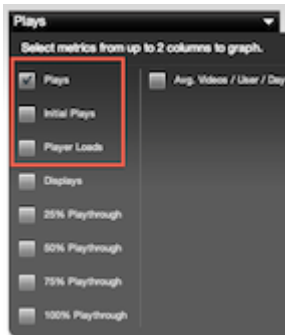 Plays
Select metrics from up to 2 columns to graph.
Plays
Avg. Videos / User / Day
Initial Plays
Player Loads
Displays
25% Playthrough
50% Playthrough
75% Playthrough
100% Playthrough